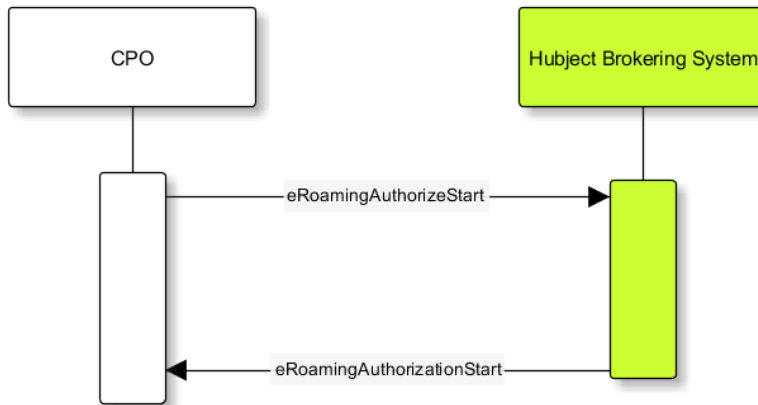 CPO
Hubject Brokering System
eRoamingAuthorizeStart
eRoamingAuthorizationStart